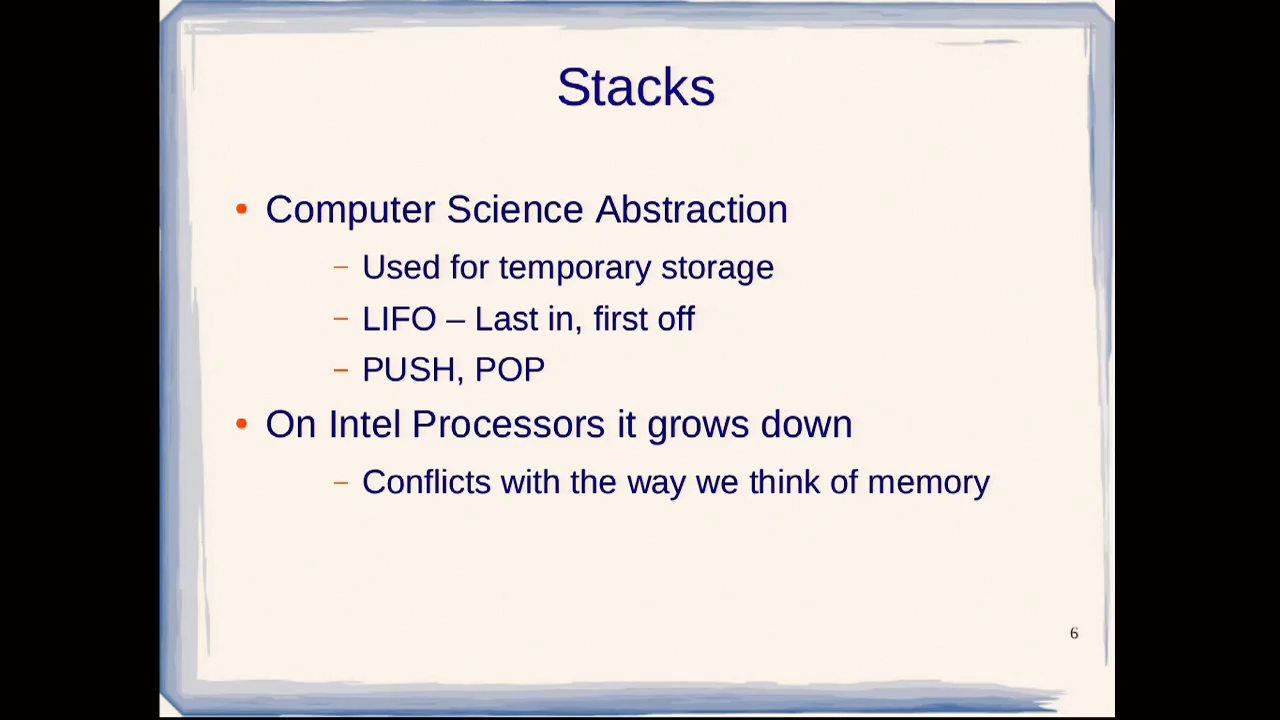 Stacks
• Computer Science Abstraction
– Used for temporary storage
– LIFO – Last in, first off
– PUSH, POP
• On Intel Processors it grows down
– Conflicts with the way we think of memory
6